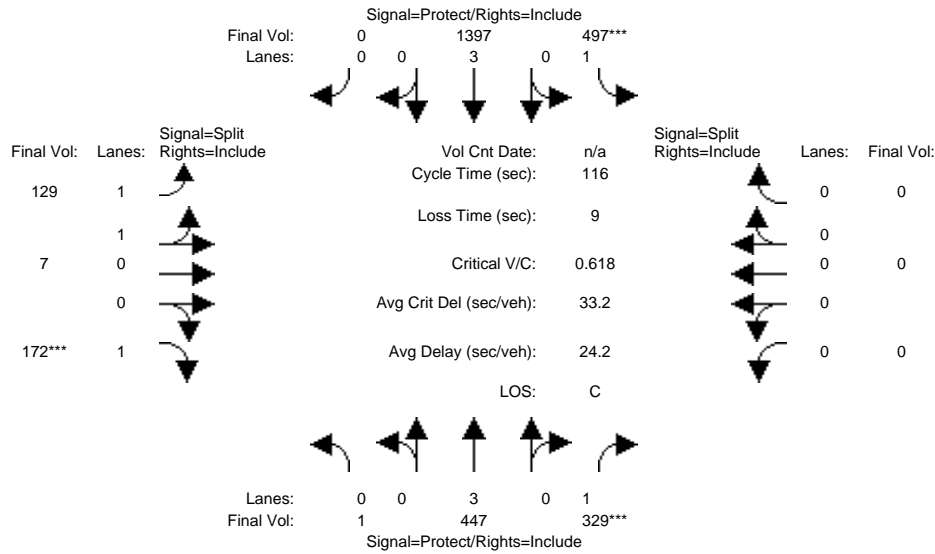 Signal=Protect/Rights=Include
Final Vol: 0 1397 497***
Lanes: 0 0 3 0 1
Signal=Split
Final Vol: Lanes: Rights=Include
Vol Cnt Date: n/a
Signal=Split
Rights=Include Lanes: Final Vol:
Cycle Time (sec): 116
129 1
0 0
Loss Time (sec): 9
1
0
7 0
Critical V/C: 0.618
0 0
0
Avg Crit Del (sec/veh): 33.2
0
172*** 1
Avg Delay (sec/veh): 24.2
0 0
LOS: C
Lanes: 0 0 3 0 1
Final Vol: 1 447 329***
Signal=Protect/Rights=Include